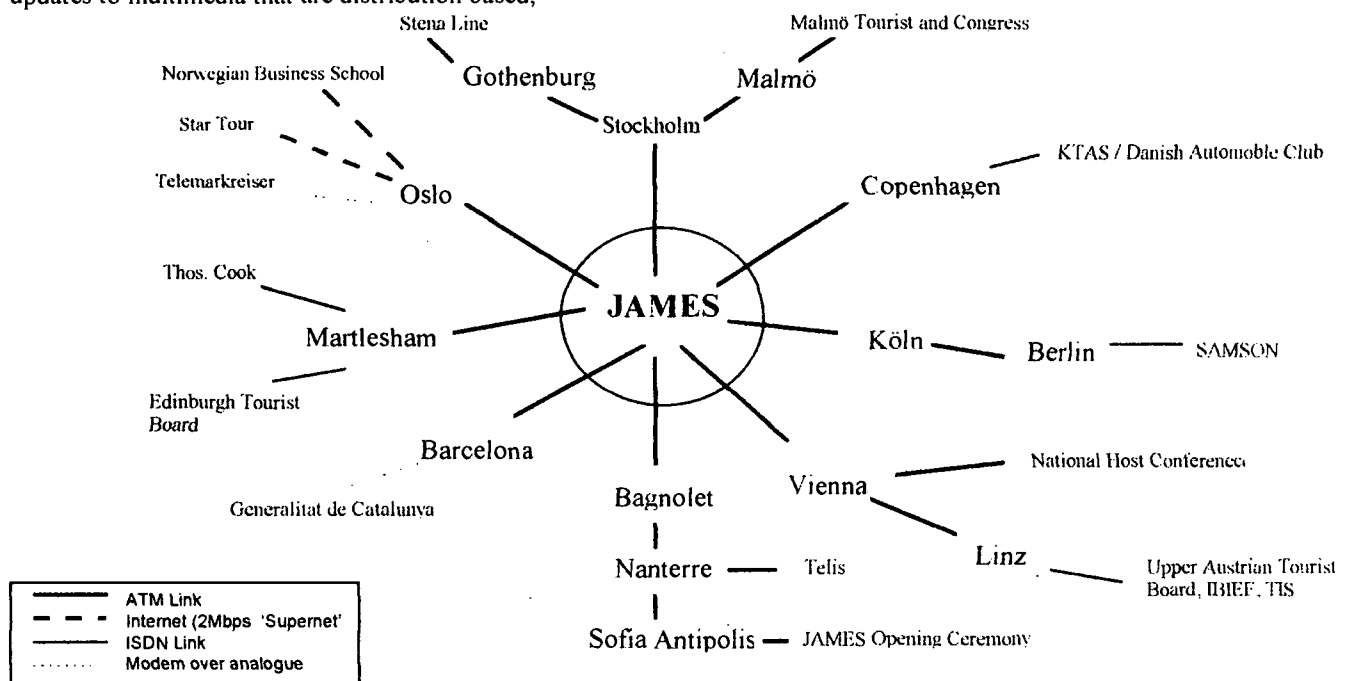 updates to multimedia that are distribution based,
Stena Line
Malmö Tourist and Congress
Norwegian Business School
Gothenburg
Malmö
Star Tour
Stockholm
KTAS / Danish Automoble Club
Telemarkreiser
Oslo
Copenhagen
Thos. Cook
JAMES
Martlesham
Köln
Berlin
SAMSON
Edinburgh Tourist
Board
Barcelona
National Host Conference
Vienna
Generalitat de Catalunya
Bagnolet
Linz
Nanterre
Telis
Upper Austrian Tourist
Board, IBIEF, TIS
Sofia Antipolis
JAMES Opening Ceremony
ATM Link
Internet (2Mbps 'Supernet'
ISDN Link
Modem over analogue